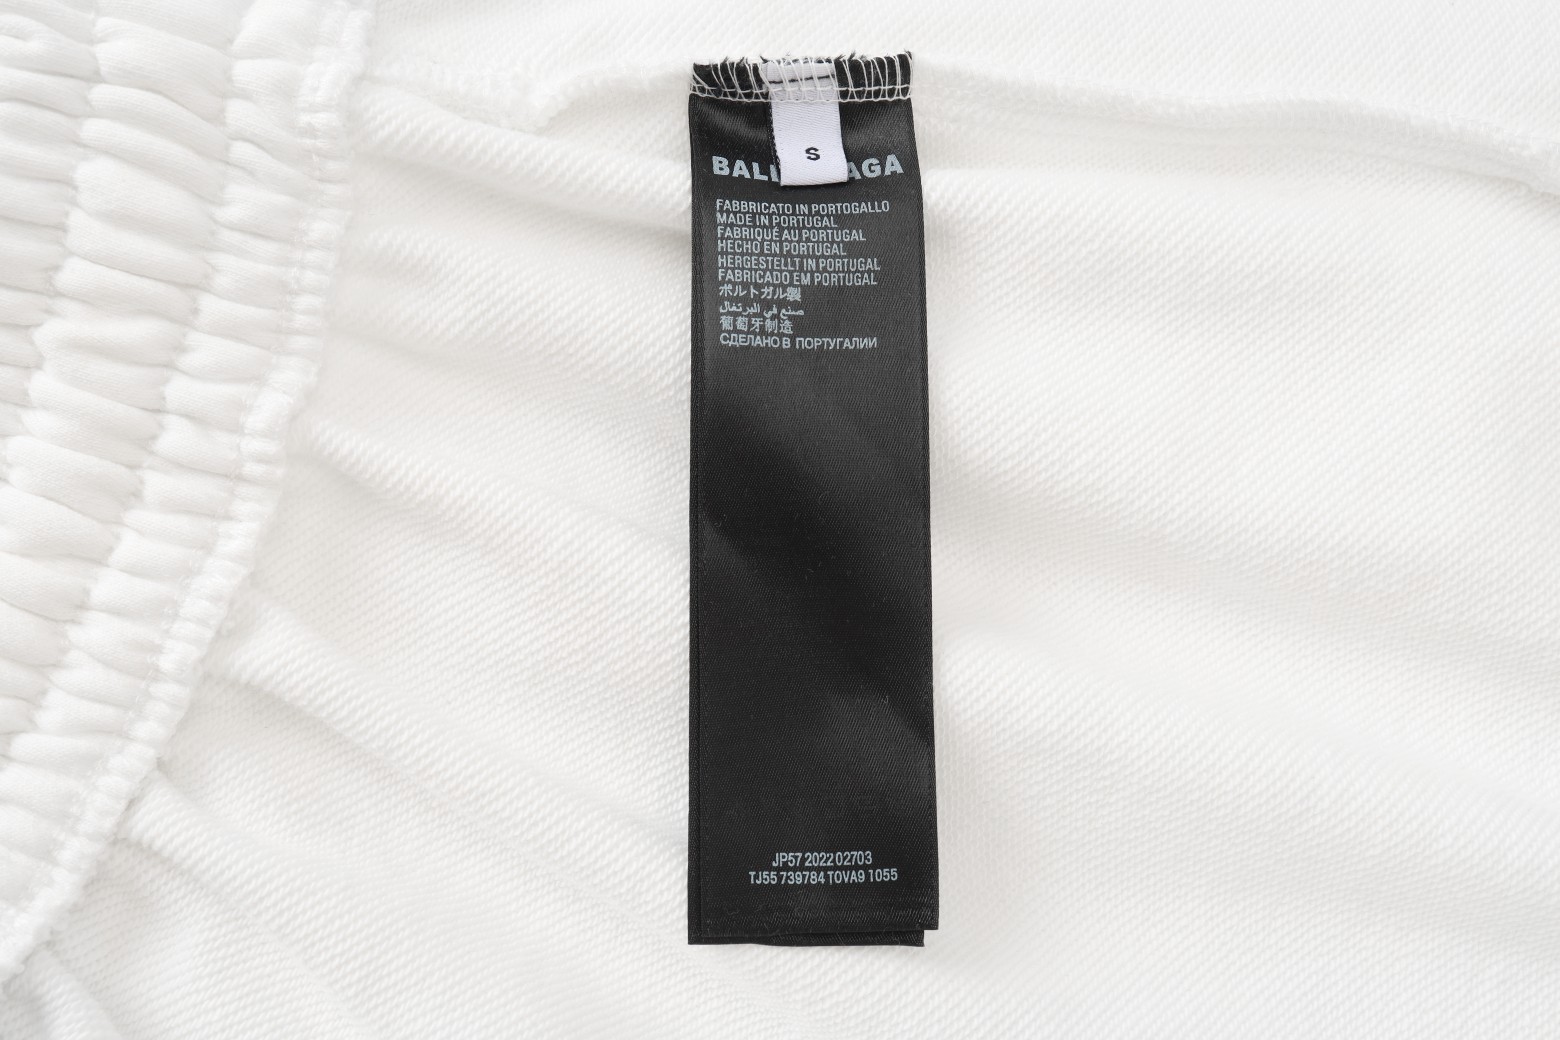 S
BAL AGA
FABBRICATO IN PORTOGALLO
MADE IN PORTUGAL
FABRIQUÉ AU PORTUGAL
HECHO EN PORTUGAL
HERGESTELLT IN PORTUGAL
FABRICADO EM PORTUGAL
ポルトガル製
صنع في البرتغال
葡萄牙制造
СДЕЛАНО В ПОРТУГАЛИИ
JP57 2022 02703
TJ55 739784 TOVA9 1055